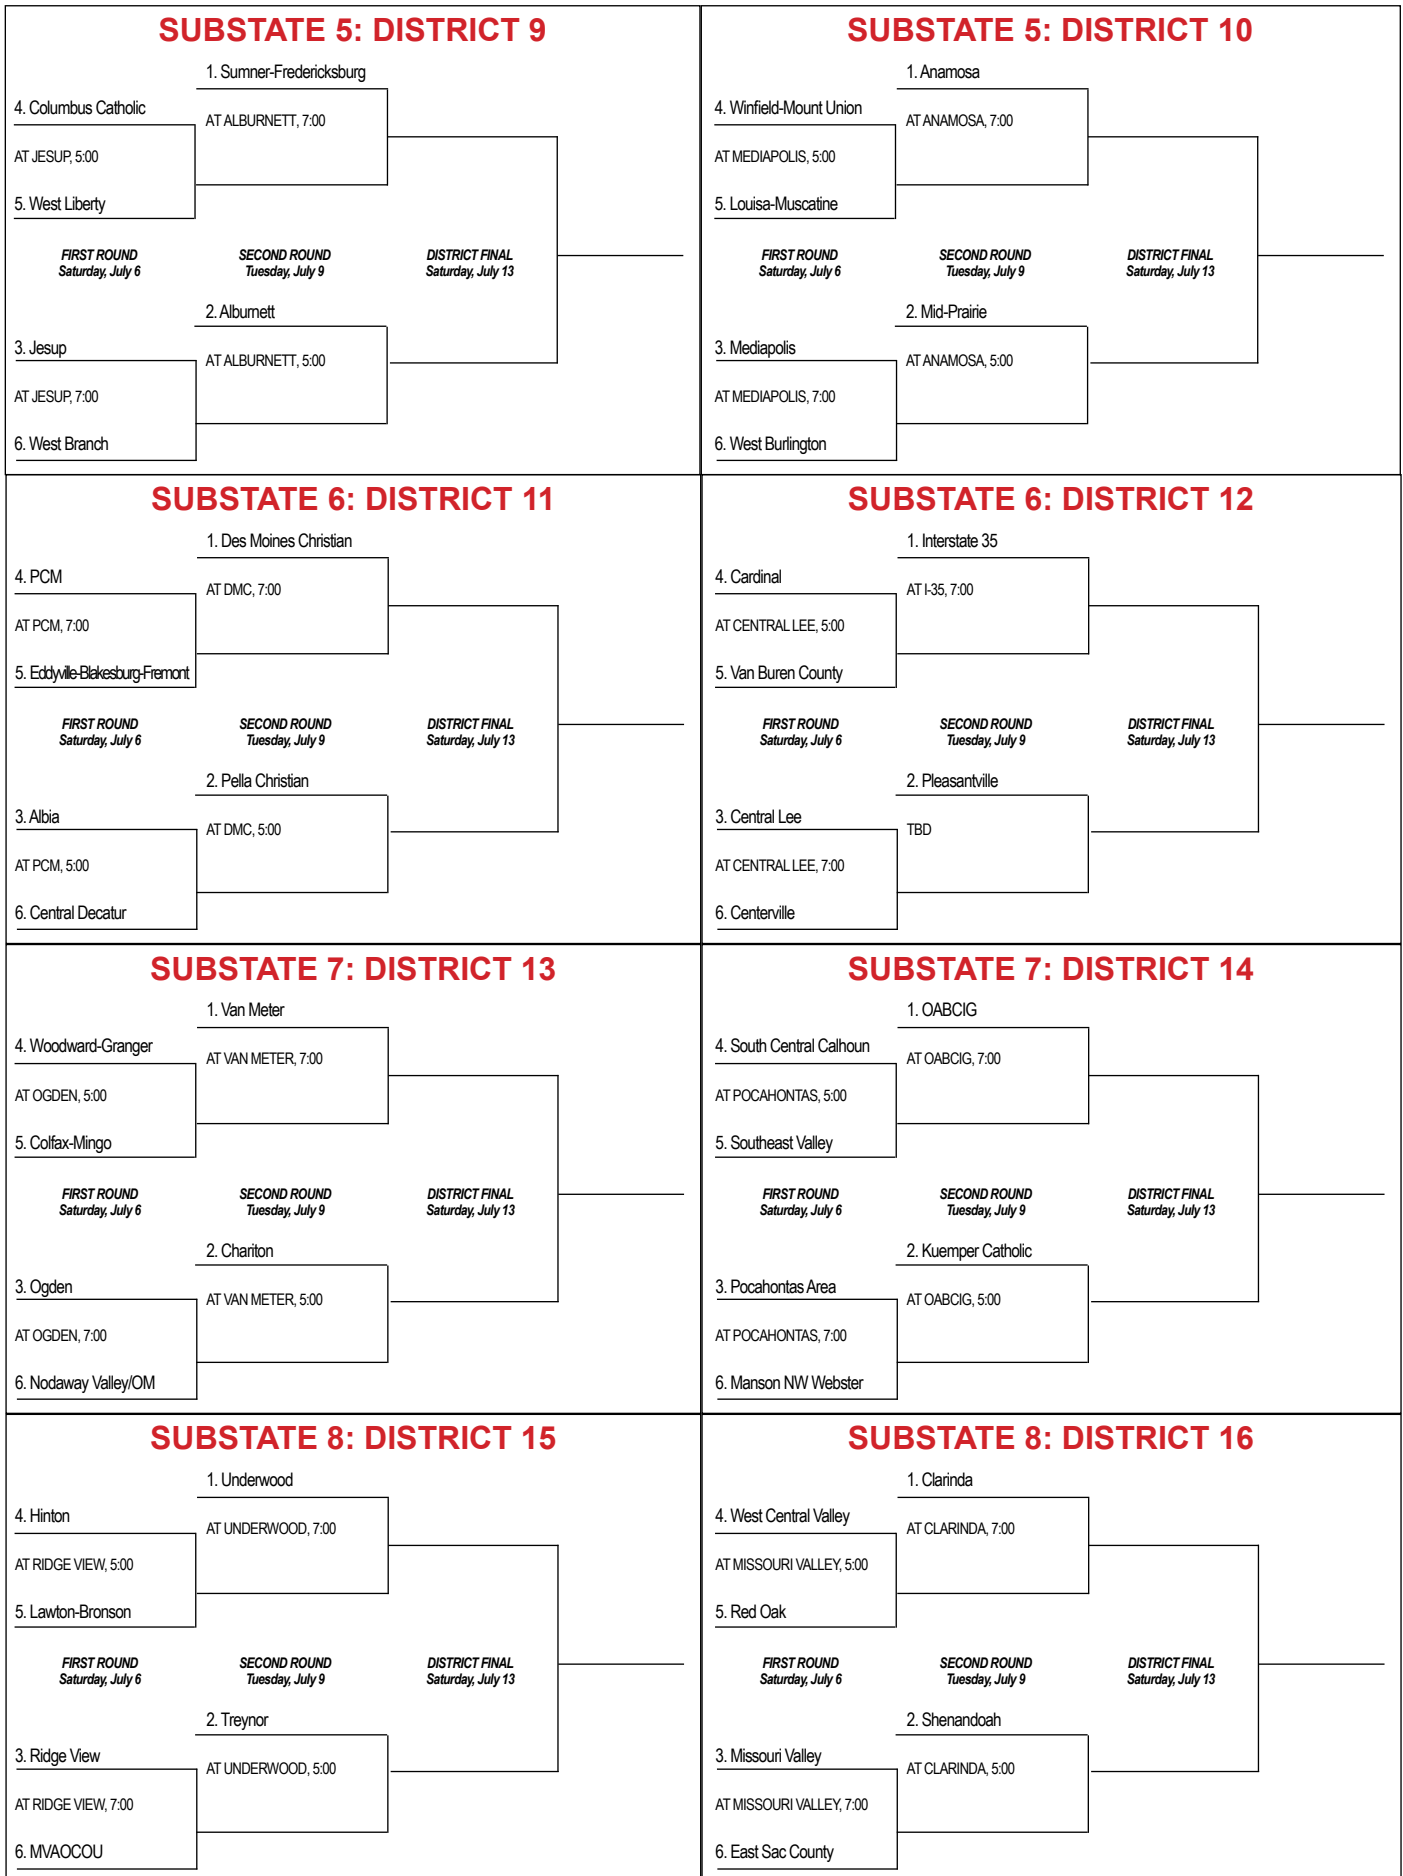 SUBSTATE 5: DISTRICT 9
1. Sumner-Fredericksburg
4. Columbus Catholic
AT ALBURNETT, 7:00
AT JESUP, 5:00
5. West Liberty
FIRST ROUND
Saturday, July 6
SECOND ROUND
Tuesday, July 9
DISTRICT FINAL
Saturday, July 13
2. Alburnett
3. Jesup
AT ALBURNETT, 5:00
AT JESUP, 7:00
6. West Branch
SUBSTATE 5: DISTRICT 10
1. Anamosa
4. Winfield-Mount Union
AT ANAMOSA, 7:00
AT MEDIAPOLIS, 5:00
5. Louisa-Muscatine
FIRST ROUND
Saturday, July 6
SECOND ROUND
Tuesday, July 9
DISTRICT FINAL
Saturday, July 13
2. Mid-Prairie
3. Mediapolis
AT ANAMOSA, 5:00
AT MEDIAPOLIS, 7:00
6. West Burlington
SUBSTATE 6: DISTRICT 11
1. Des Moines Christian
4. PCM
AT DMC, 7:00
AT PCM, 7:00
5. Eddyville-Blakesburg-Fremont
FIRST ROUND
Saturday, July 6
SECOND ROUND
Tuesday, July 9
DISTRICT FINAL
Saturday, July 13
2. Pella Christian
3. Albia
AT DMC, 5:00
AT PCM, 5:00
6. Central Decatur
SUBSTATE 6: DISTRICT 12
1. Interstate 35
4. Cardinal
AT I-35, 7:00
AT CENTRAL LEE, 5:00
5. Van Buren County
FIRST ROUND
Saturday, July 6
SECOND ROUND
Tuesday, July 9
DISTRICT FINAL
Saturday, July 13
2. Pleasantville
3. Central Lee
TBD
AT CENTRAL LEE, 7:00
6. Centerville
SUBSTATE 7: DISTRICT 13
1. Van Meter
4. Woodward-Granger
AT VAN METER, 7:00
AT OGDEN, 5:00
5. Colfax-Mingo
FIRST ROUND
Saturday, July 6
SECOND ROUND
Tuesday, July 9
DISTRICT FINAL
Saturday, July 13
2. Chariton
3. Ogden
AT VAN METER, 5:00
AT OGDEN, 7:00
6. Nodaway Valley/OM
SUBSTATE 7: DISTRICT 14
1. OABCIG
4. South Central Calhoun
AT OABCIG, 7:00
AT POCAHONTAS, 5:00
5. Southeast Valley
FIRST ROUND
Saturday, July 6
SECOND ROUND
Tuesday, July 9
DISTRICT FINAL
Saturday, July 13
2. Kuemper Catholic
3. Pocahontas Area
AT OABCIG, 5:00
AT POCAHONTAS, 7:00
6. Manson NW Webster
SUBSTATE 8: DISTRICT 15
1. Underwood
4. Hinton
AT UNDERWOOD, 7:00
AT RIDGE VIEW, 5:00
5. Lawton-Bronson
FIRST ROUND
Saturday, July 6
SECOND ROUND
Tuesday, July 9
DISTRICT FINAL
Saturday, July 13
2. Treynor
3. Ridge View
AT UNDERWOOD, 5:00
AT RIDGE VIEW, 7:00
6. MVAOCOU
SUBSTATE 8: DISTRICT 16
1. Clarinda
4. West Central Valley
AT CLARINDA, 7:00
AT MISSOURI VALLEY, 5:00
5. Red Oak
FIRST ROUND
Saturday, July 6
SECOND ROUND
Tuesday, July 9
DISTRICT FINAL
Saturday, July 13
2. Shenandoah
3. Missouri Valley
AT CLARINDA, 5:00
AT MISSOURI VALLEY, 7:00
6. East Sac County